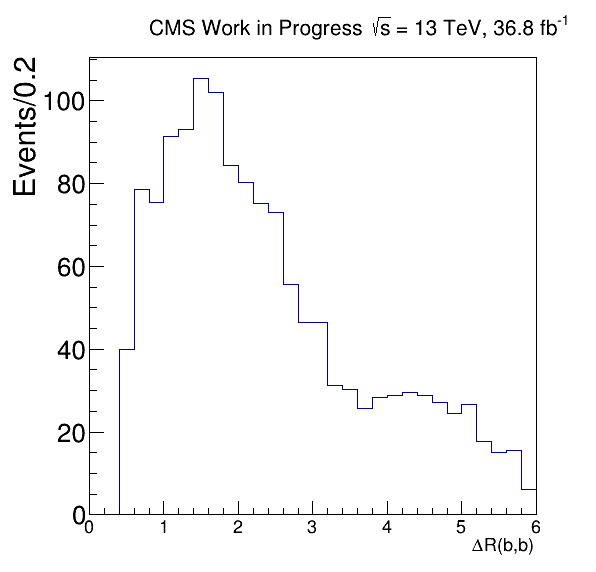 CMS Work in Progress √s = 13 TeV, 36.8 fb⁻¹
Events/0.2
100
80
60
40
20
0
0 1 2 3 4 5 6
ΔR(b,b)